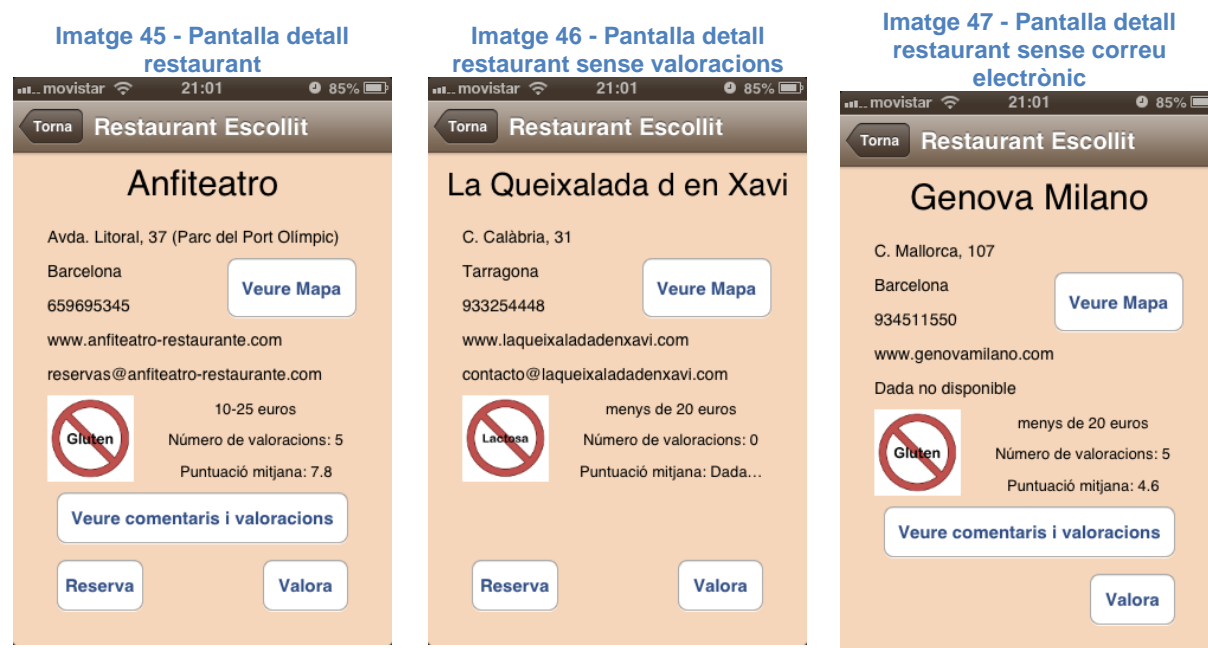 Imatge 45 - Pantalla detall
restaurant
movistar 21:01 85%
Torna Restaurant Escollit
Anfiteatro
Avda. Litoral, 37 (Parc del Port Olímpic)
Barcelona
Veure Mapa
659695345
www.anfiteatro-restaurante.com
reservas@anfiteatro-restaurante.com
Gluten
10-25 euros
Número de valoracions: 5
Puntuació mitjana: 7.8
Veure comentaris i valoracions
Reserva Valora
Imatge 46 - Pantalla detall
restaurant sense valoracions
movistar 21:01 85%
Torna Restaurant Escollit
La Queixalada d en Xavi
C. Calàbria, 31
Tarragona
Veure Mapa
933254448
www.laqueixaladadenxavi.com
contacto@laqueixaladadenxavi.com
Lactosa
menys de 20 euros
Número de valoracions: 0
Puntuació mitjana: Dada...
Reserva Valora
Imatge 47 - Pantalla detall
restaurant sense correu
electrònic
movistar 21:01 85%
Torna Restaurant Escollit
Genova Milano
C. Mallorca, 107
Barcelona
Veure Mapa
934511550
www.genovamilano.com
Dada no disponible
Gluten
menys de 20 euros
Número de valoracions: 5
Puntuació mitjana: 4.6
Veure comentaris i valoracions
Valora